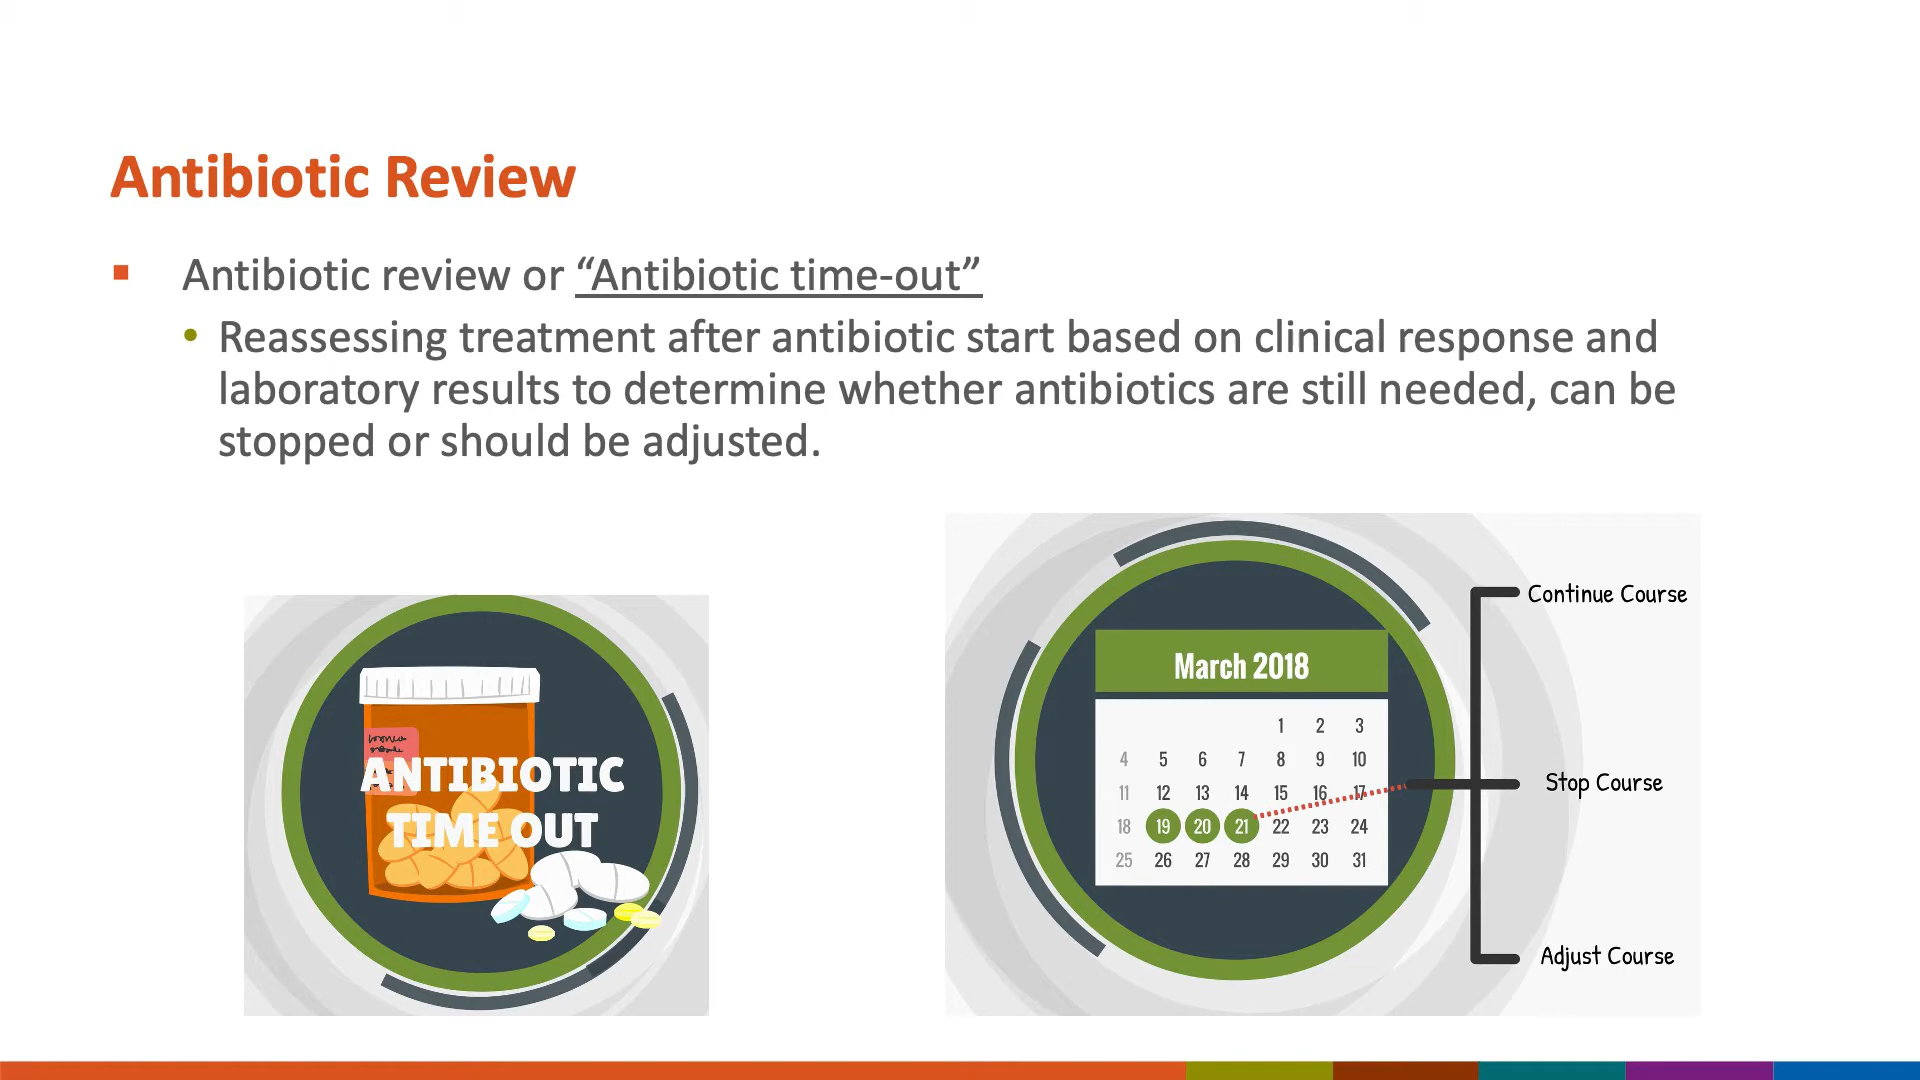 Antibiotic Review
Antibiotic review or “Antibiotic time-out”
Reassessing treatment after antibiotic start based on clinical response and
laboratory results to determine whether antibiotics are still needed, can be
stopped or should be adjusted.
ANTIBIOTIC
TIME OUT
March 2018
1 2 3
4 5 6 7 8 9 10
11 12 13 14 15 16 17
18 19 20 21 22 23 24
25 26 27 28 29 30 31
Continue Course
Stop Course
Adjust Course